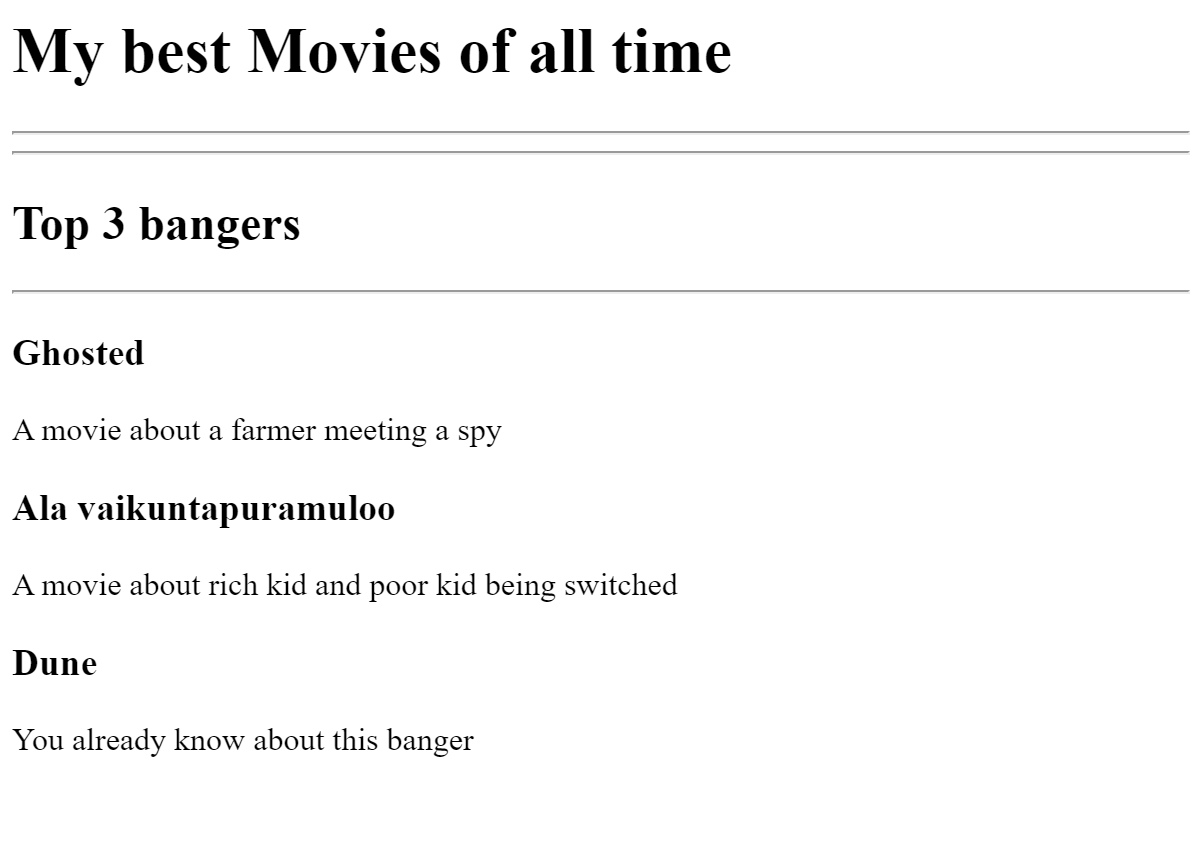 My best Movies of all time
Top 3 bangers
Ghosted
A movie about a farmer meeting a spy
Ala vaikuntapuramuloo
A movie about rich kid and poor kid being switched
Dune
You already know about this banger